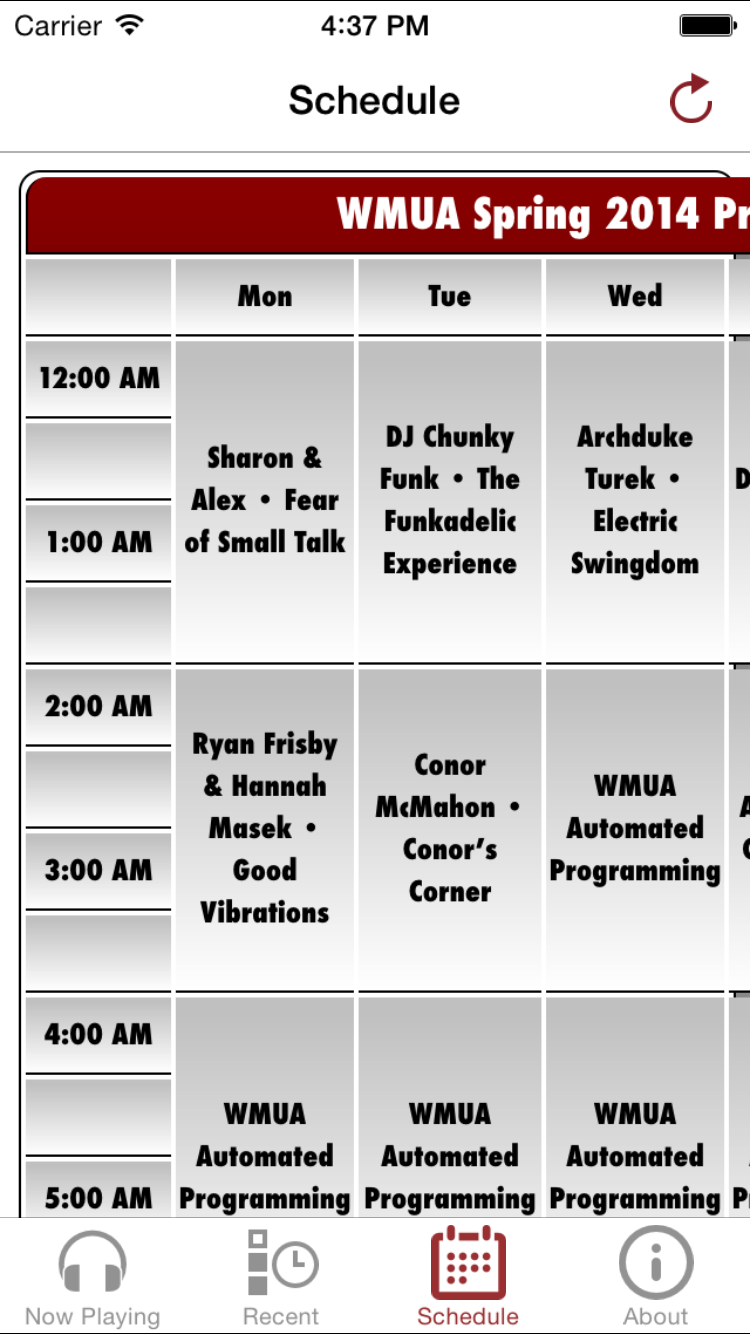 Carrier 4:37 PM
Schedule
WMUA Spring 2014 Pr
Mon Tue Wed
12:00 AM
Sharon &
Alex • Fear
of Small Talk
DJ Chunky
Funk • The
Funkadelic
Experience
Archduke
Turek •
Electric
Swingdom
D
1:00 AM
2:00 AM
Ryan Frisby
& Hannah
Masek •
Good
Vibrations
Conor
McMahon •
Conor's
Corner
WMUA
Automated
Programming
3:00 AM
4:00 AM
WMUA
Automated
Programming
WMUA
Automated
Programming
WMUA
Automated
Programming
5:00 AM
Now Playing Recent Schedule About